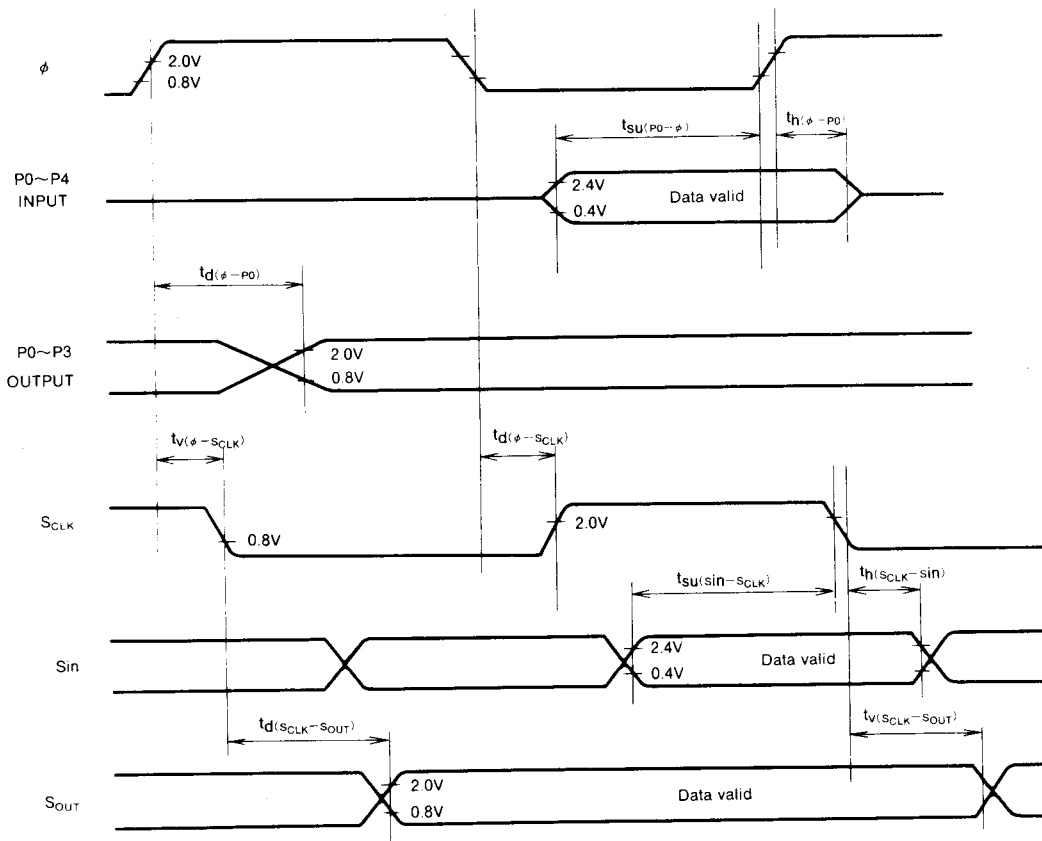 φ
2.0V
0.8V
tsu(P0-φ)
th(φ-P0)
P0~P4
INPUT
2.4V
0.4V
Data valid
td(φ-P0)
P0~P3
OUTPUT
2.0V
0.8V
tv(φ-SCLK)
td(φ-SCLK)
SCLK
0.8V
2.0V
tsu(sin-SCLK)
th(SCLK-sin)
Sin
2.4V
0.4V
Data valid
td(SCLK-SOUT)
tv(SCLK-SOUT)
SOUT
2.0V
0.8V
Data valid